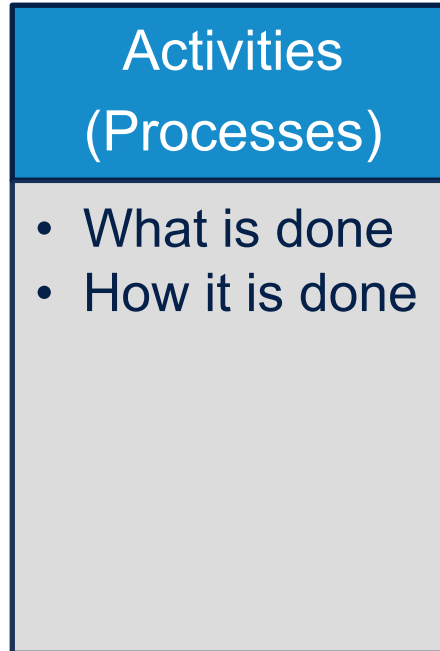 Activities
(Processes)
• What is done
• How it is done